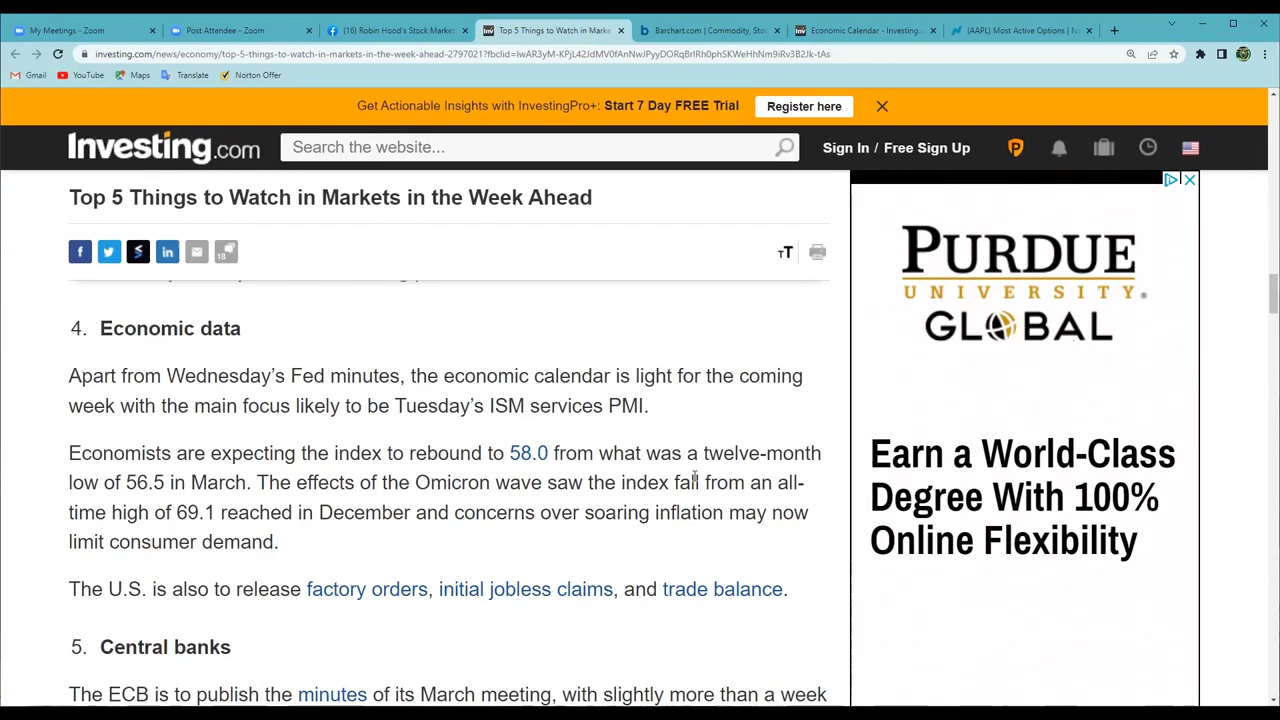 My Meetings - Zoom
Post Attendee - Zoom
(16) Robin Hood's Stock Market
Top 5 Things to Watch in Marke
Barchart.com | Commodity, Sto
Economic Calendar - Investing.
(AAPL) Most Active Options | N
investing.com/news/economy/top-5-things-to-watch-in-markets-in-the-week-ahead-2797021?fbclid=
Gmail
YouTube
Maps
Translate
Norton Offer
Get Actionable Insights with InvestingPro+: Start 7 Day FREE Trial
Register here
Investing.com
Search the website...
Sign In / Free Sign Up
Top 5 Things to Watch in Markets in the Week Ahead
18
TT
4. Economic data
Apart from Wednesday's Fed minutes, the economic calendar is light for the coming
week with the main focus likely to be Tuesday's ISM services PMI.
Economists are expecting the index to rebound to 58.0 from what was a twelve-month
low of 56.5 in March. The effects of the Omicron wave saw the index fall from an all-
time high of 69.1 reached in December and concerns over soaring inflation may now
limit consumer demand.
The U.S. is also to release factory orders, initial jobless claims, and trade balance.
5. Central banks
The ECB is to publish the minutes of its March meeting, with slightly more than a week
PURDUE
UNIVERSITY®
GLOBAL
Earn a World-Class
Degree With 100%
Online Flexibility